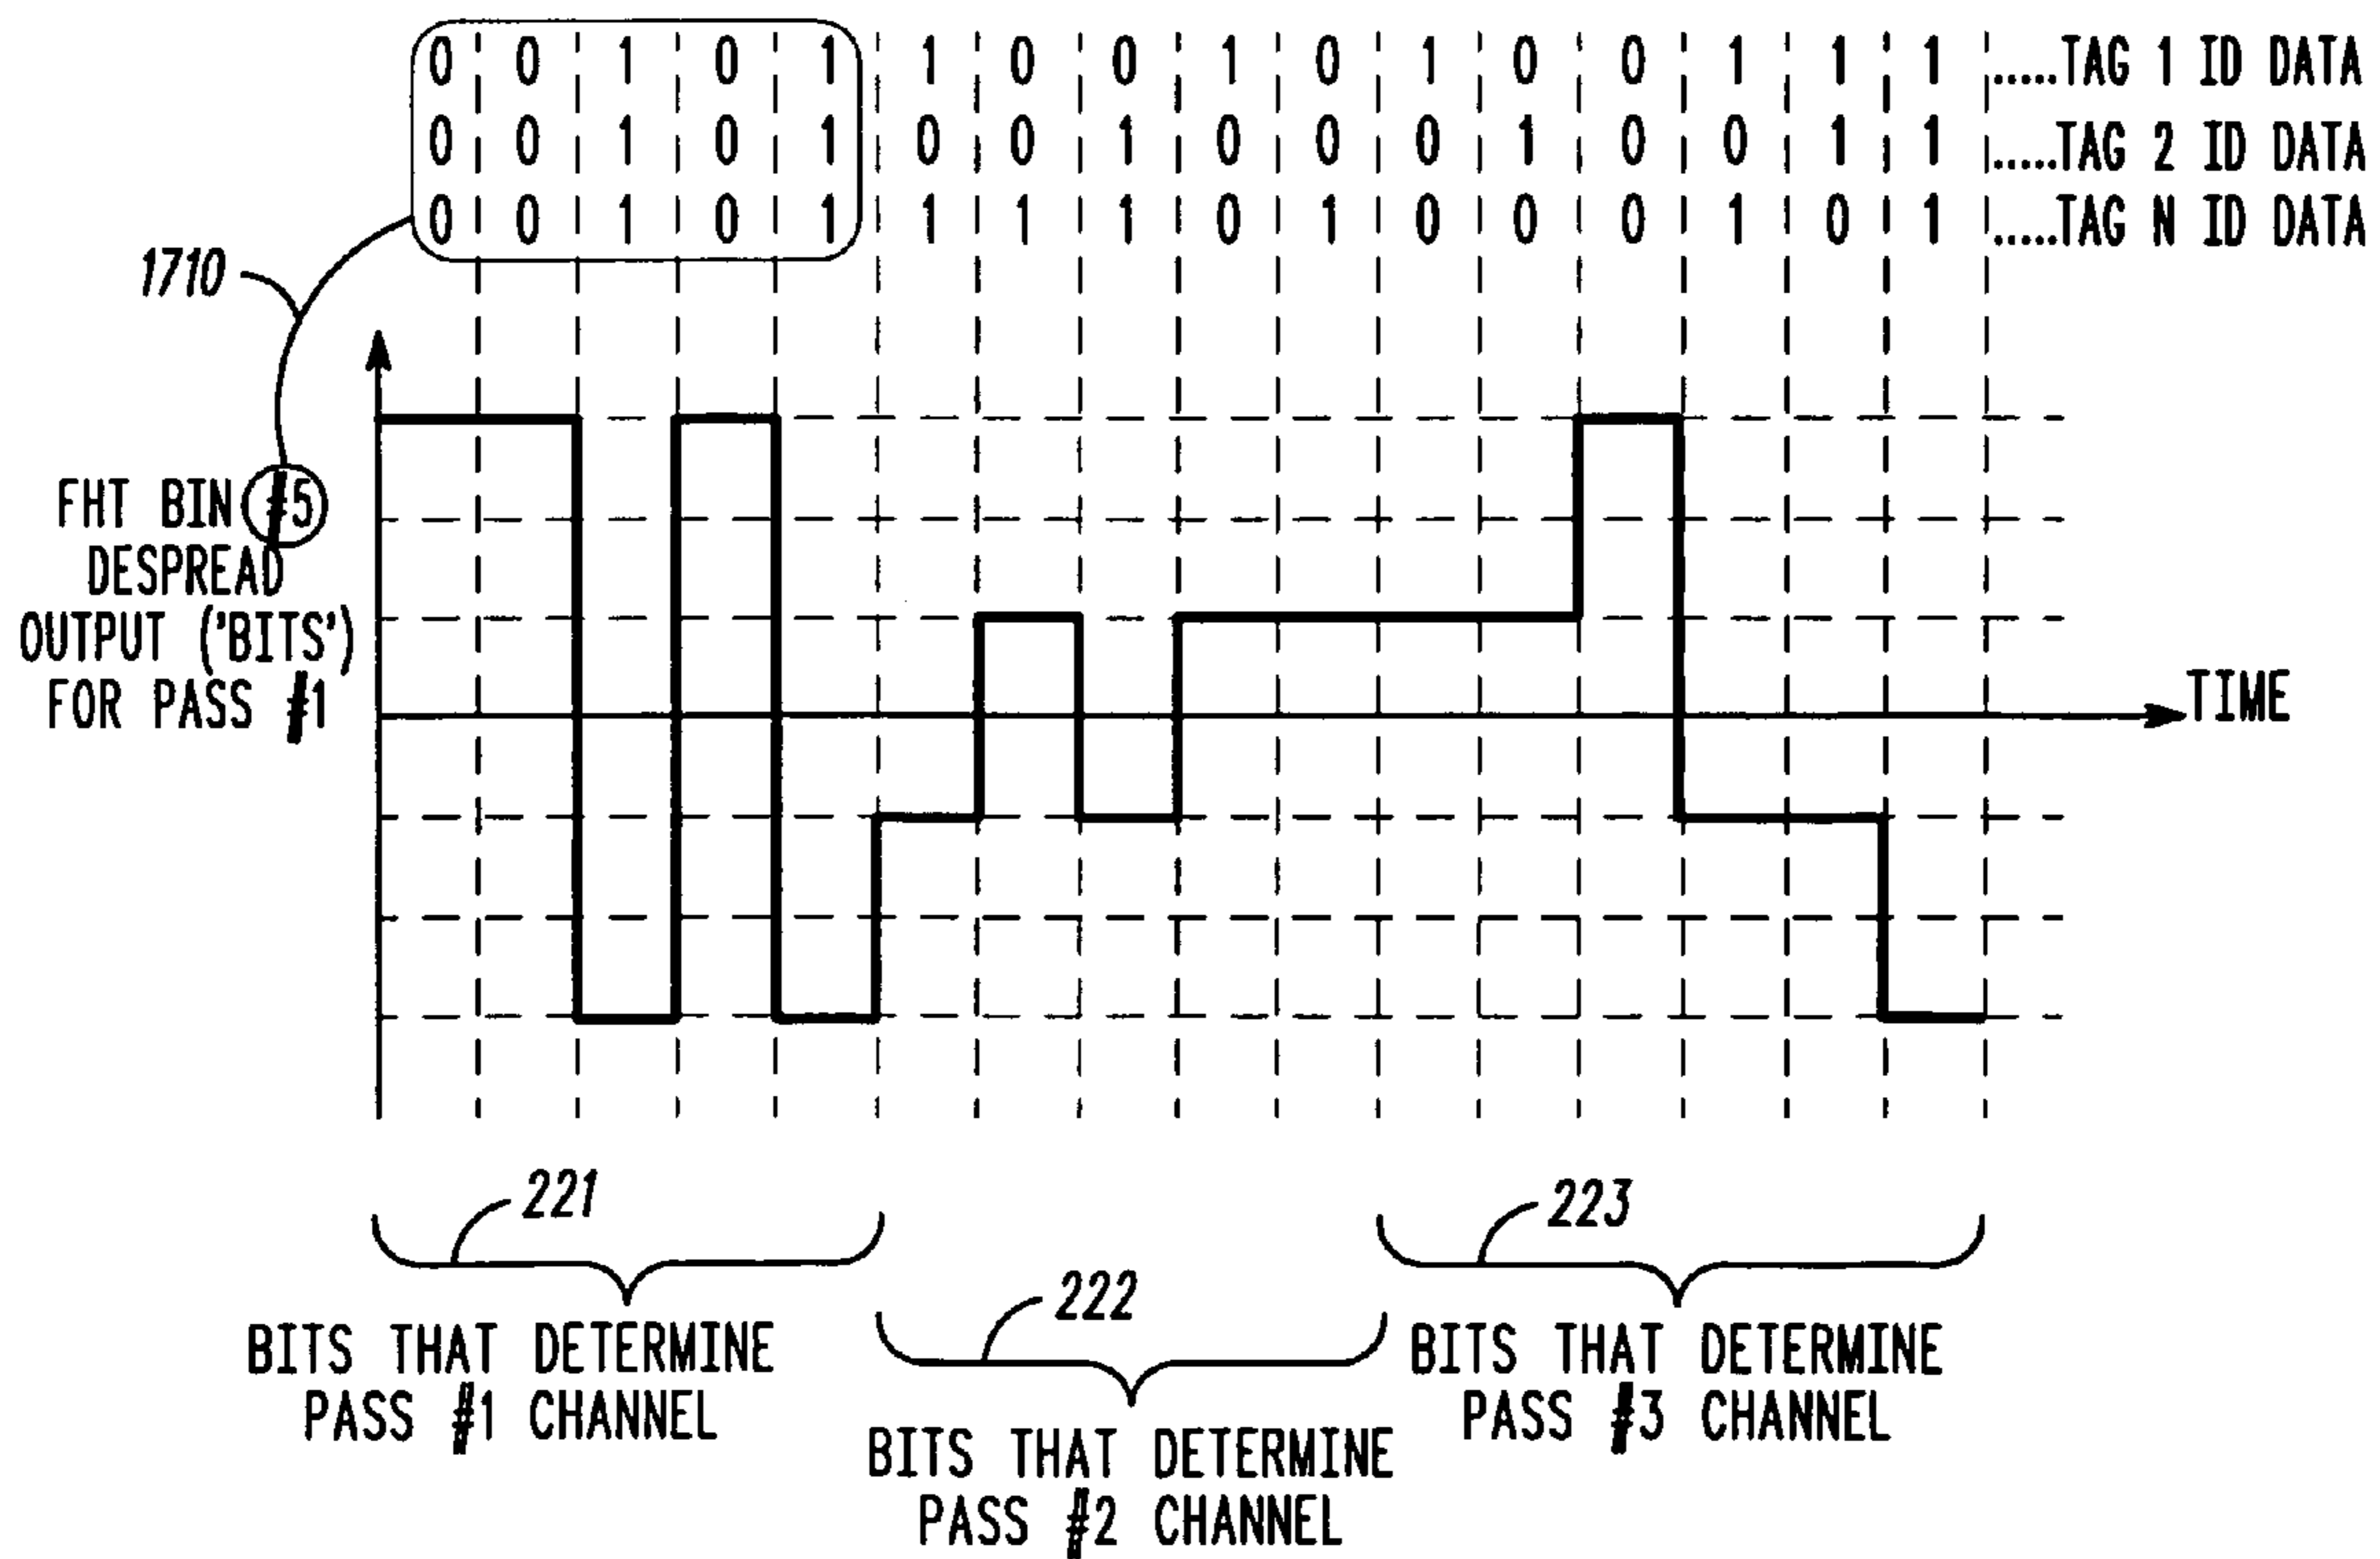 0 0 1 0 1 1 0 0 1 0 1 0 0 1 1 1 .....TAG 1 ID DATA
0 0 1 0 1 0 0 1 0 0 0 1 0 0 1 1 .....TAG 2 ID DATA
0 0 1 0 1 1 1 1 0 1 0 0 0 1 0 1 .....TAG N ID DATA
1710
FHT BIN #5
DESPREAD
OUTPUT ('BITS')
FOR PASS #1
TIME
221
BITS THAT DETERMINE
PASS #1 CHANNEL
222
BITS THAT DETERMINE
PASS #2 CHANNEL
223
BITS THAT DETERMINE
PASS #3 CHANNEL